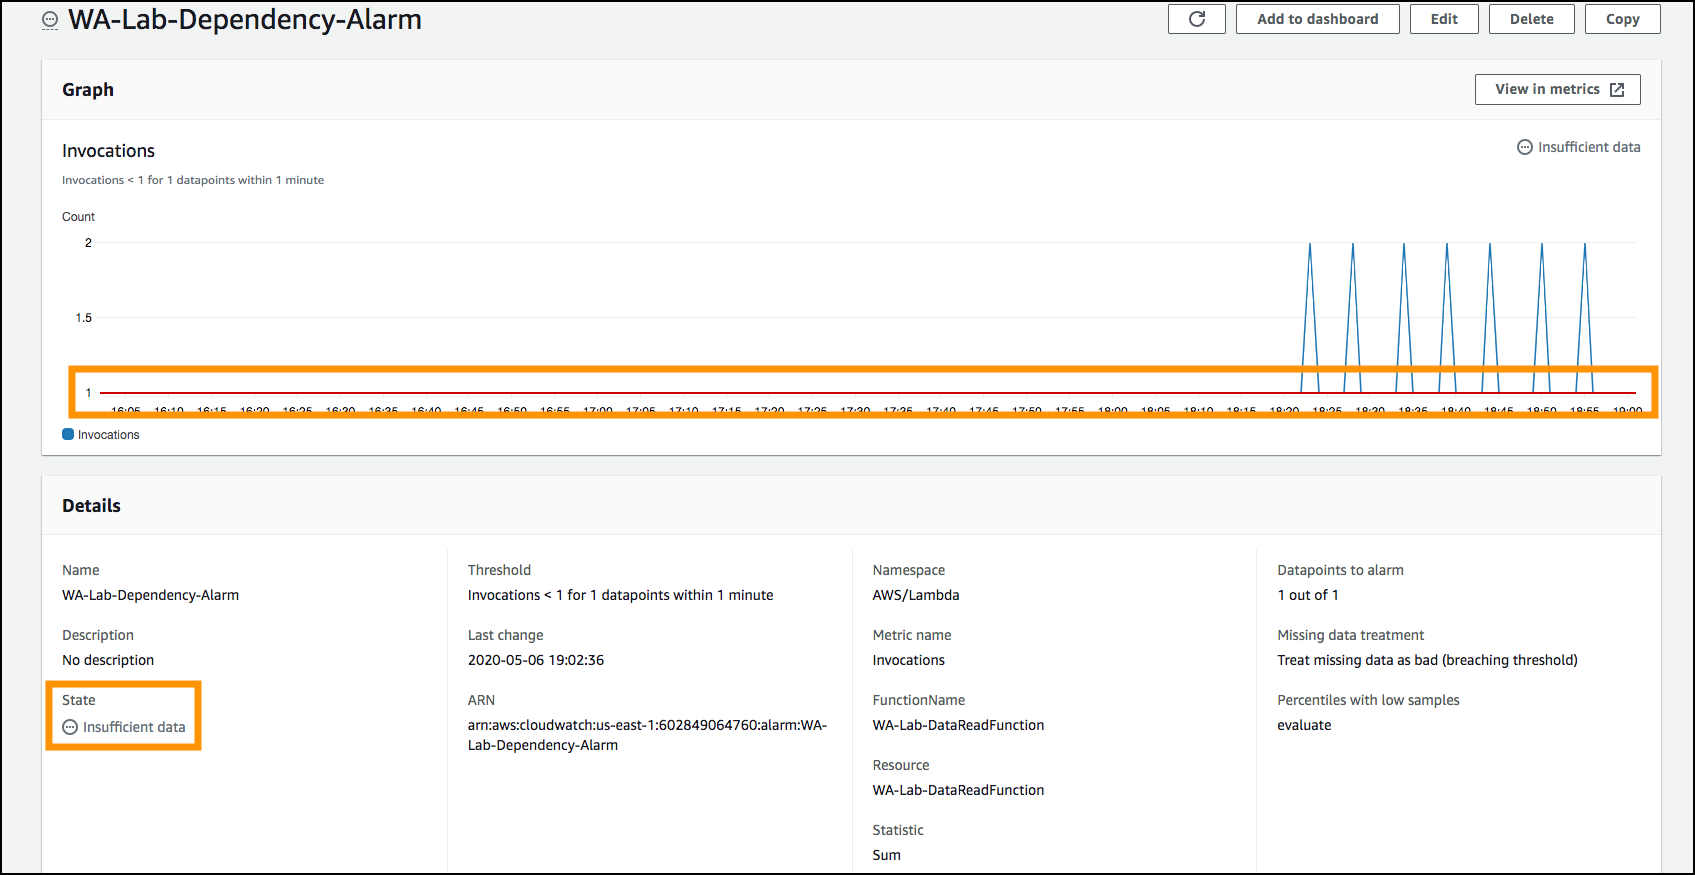 WA-Lab-Dependency-Alarm
Add to dashboard
Edit
Delete
Copy
Graph
View in metrics
Invocations
Insufficient data
Invocations < 1 for 1 datapoints within 1 minute
Count
2
1.5
1
16:05 16:10 16:15 16:20 16:25 16:30 16:35 16:40 16:45 16:50 16:55 17:00 17:05 17:10 17:15 17:20 17:25 17:30 17:35 17:40 17:45 17:50 17:55 18:00 18:05 18:10 18:15 18:20 18:25 18:30 18:35 18:40 18:45 18:50 18:55 19:00
Invocations
Details
Name
WA-Lab-Dependency-Alarm
Description
No description
State
Insufficient data
Threshold
Invocations < 1 for 1 datapoints within 1 minute
Last change
2020-05-06 19:02:36
ARN
arn:aws:cloudwatch:us-east-1:602849064760:alarm:WA-
Lab-Dependency-Alarm
Namespace
AWS/Lambda
Metric name
Invocations
FunctionName
WA-Lab-DataReadFunction
Resource
WA-Lab-DataReadFunction
Statistic
Sum
Datapoints to alarm
1 out of 1
Missing data treatment
Treat missing data as bad (breaching threshold)
Percentiles with low samples
evaluate